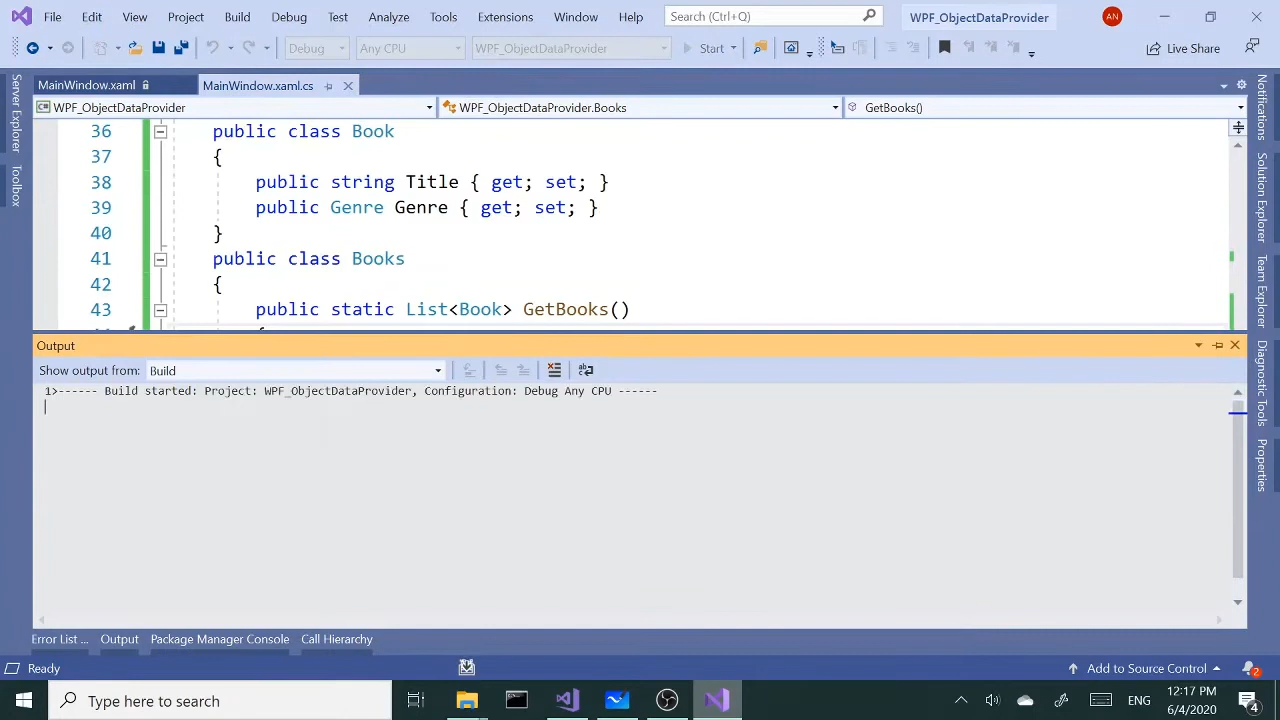 File Edit View Project Build Debug Test Analyze Tools Extensions Window Help Search (Ctrl+Q) WPF_ObjectDataProvider AN
Debug Any CPU WPF_ObjectDataProvider Start Live Share
MainWindow.xaml MainWindow.xaml.cs
WPF_ObjectDataProvider WPF_ObjectDataProvider.Books GetBooks()
36 public class Book
37 {
38 public string Title { get; set; }
39 public Genre Genre { get; set; }
40 }
41 public class Books
42 {
43 public static List<Book> GetBooks()
{
Server Explorer
Toolbox
Notifications
Solution Explorer
Team Explorer
Diagnostic Tools
Properties
Output
Show output from: Build
1>------ Build started: Project: WPF_ObjectDataProvider, Configuration: Debug Any CPU ------
Error List ... Output Package Manager Console Call Hierarchy
Ready Add to Source Control 2
Type here to search ENG 12:17 PM
6/4/2020 4